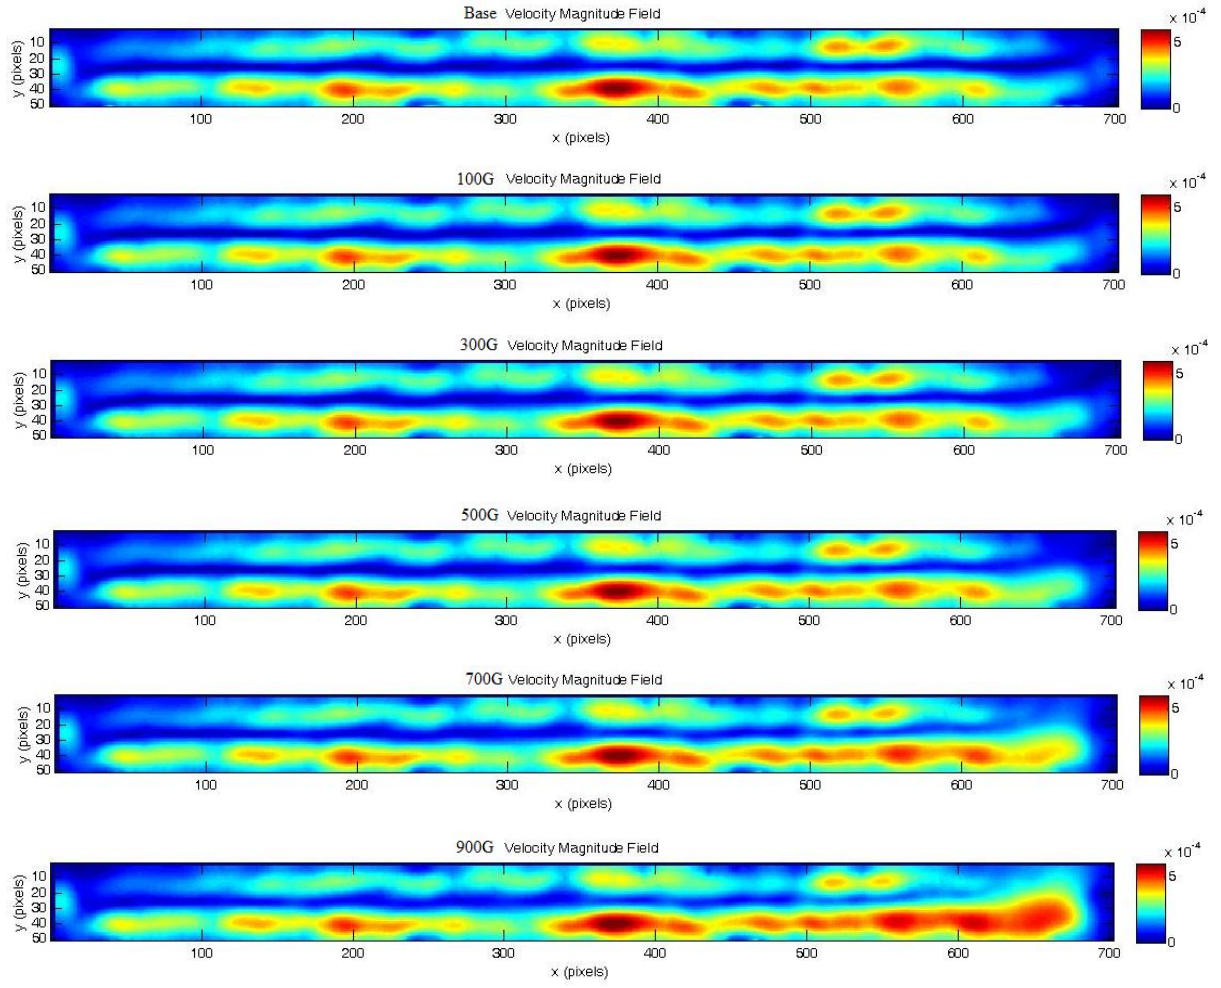 Base Velocity Magnitude Field
x 10-4
y (pixels)
10
20
30
40
50
5
0
100 200 300 400 500 600 700
x (pixels)
100G Velocity Magnitude Field
x 10-4
y (pixels)
10
20
30
40
50
5
0
100 200 300 400 500 600 700
x (pixels)
300G Velocity Magnitude Field
x 10-4
y (pixels)
10
20
30
40
50
5
0
100 200 300 400 500 600 700
x (pixels)
500G Velocity Magnitude Field
x 10-4
y (pixels)
10
20
30
40
50
5
0
100 200 300 400 500 600 700
x (pixels)
700G Velocity Magnitude Field
x 10-4
y (pixels)
10
20
30
40
50
5
0
100 200 300 400 500 600 700
x (pixels)
900G Velocity Magnitude Field
x 10-4
y (pixels)
10
20
30
40
50
5
0
100 200 300 400 500 600 700
x (pixels)